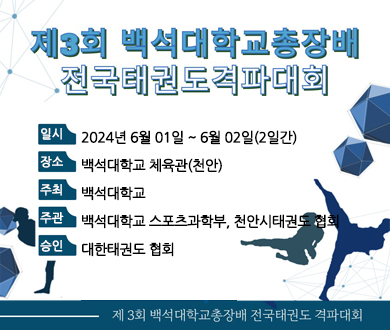 제3회 백석대학교총장배
전국태권도격파대회
일시 2024년 6월 01일 ~ 6월 02일(2일간)
장소 백석대학교 체육관(천안)
주최 백석대학교
주관 백석대학교 스포츠과학부, 천안시태권도 협회
승인 대한태권도 협회
제 3회 백석대학교총장배 전국태권도 격파대회